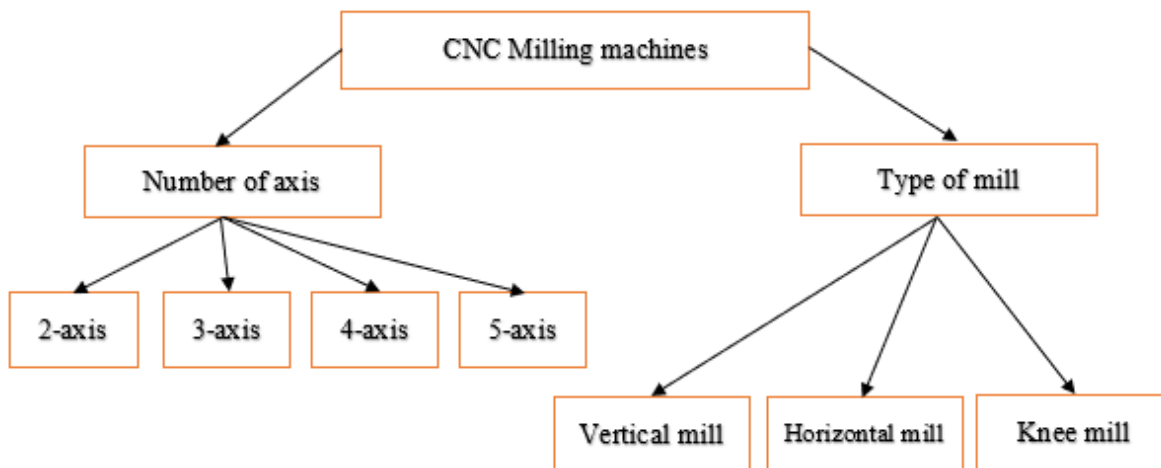 CNC Milling machines
Number of axis
Type of mill
2-axis
3-axis
4-axis
5-axis
Vertical mill
Horizontal mill
Knee mill